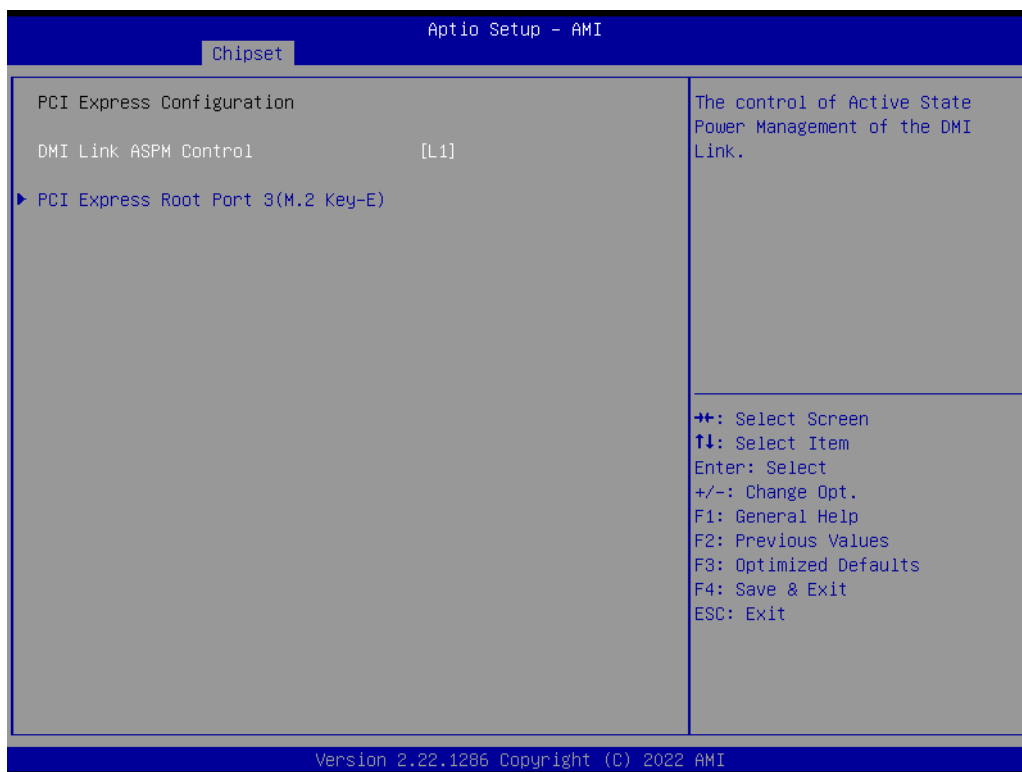 Aptio Setup – AMI
Chipset
PCI Express Configuration
DMI Link ASPM Control [L1]
▶ PCI Express Root Port 3(M.2 Key-E)
The control of Active State
Power Management of the DMI
Link.
→←: Select Screen
↑↓: Select Item
Enter: Select
+/-: Change Opt.
F1: General Help
F2: Previous Values
F3: Optimized Defaults
F4: Save & Exit
ESC: Exit
Version 2.22.1286 Copyright (C) 2022 AMI